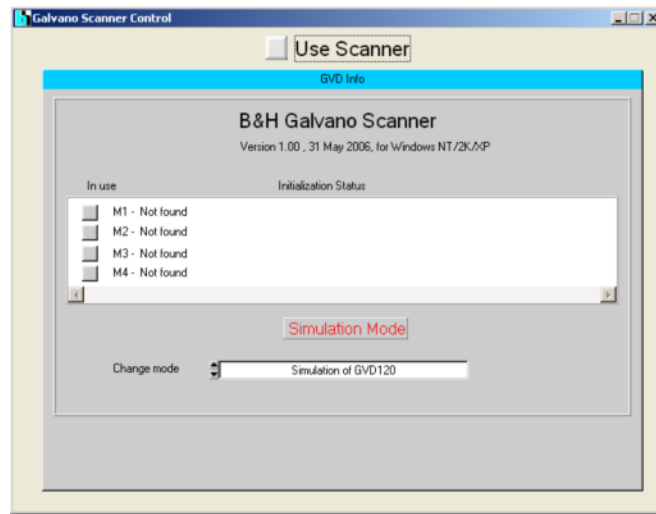 Galvano Scanner Control
Use Scanner
GVD Info
B&H Galvano Scanner
Version 1.00 , 31 May 2006, for Windows NT/2K/XP
In use Initialization Status
M1 - Not found
M2 - Not found
M3 - Not found
M4 - Not found
Simulation Mode
Change mode Simulation of GVD120